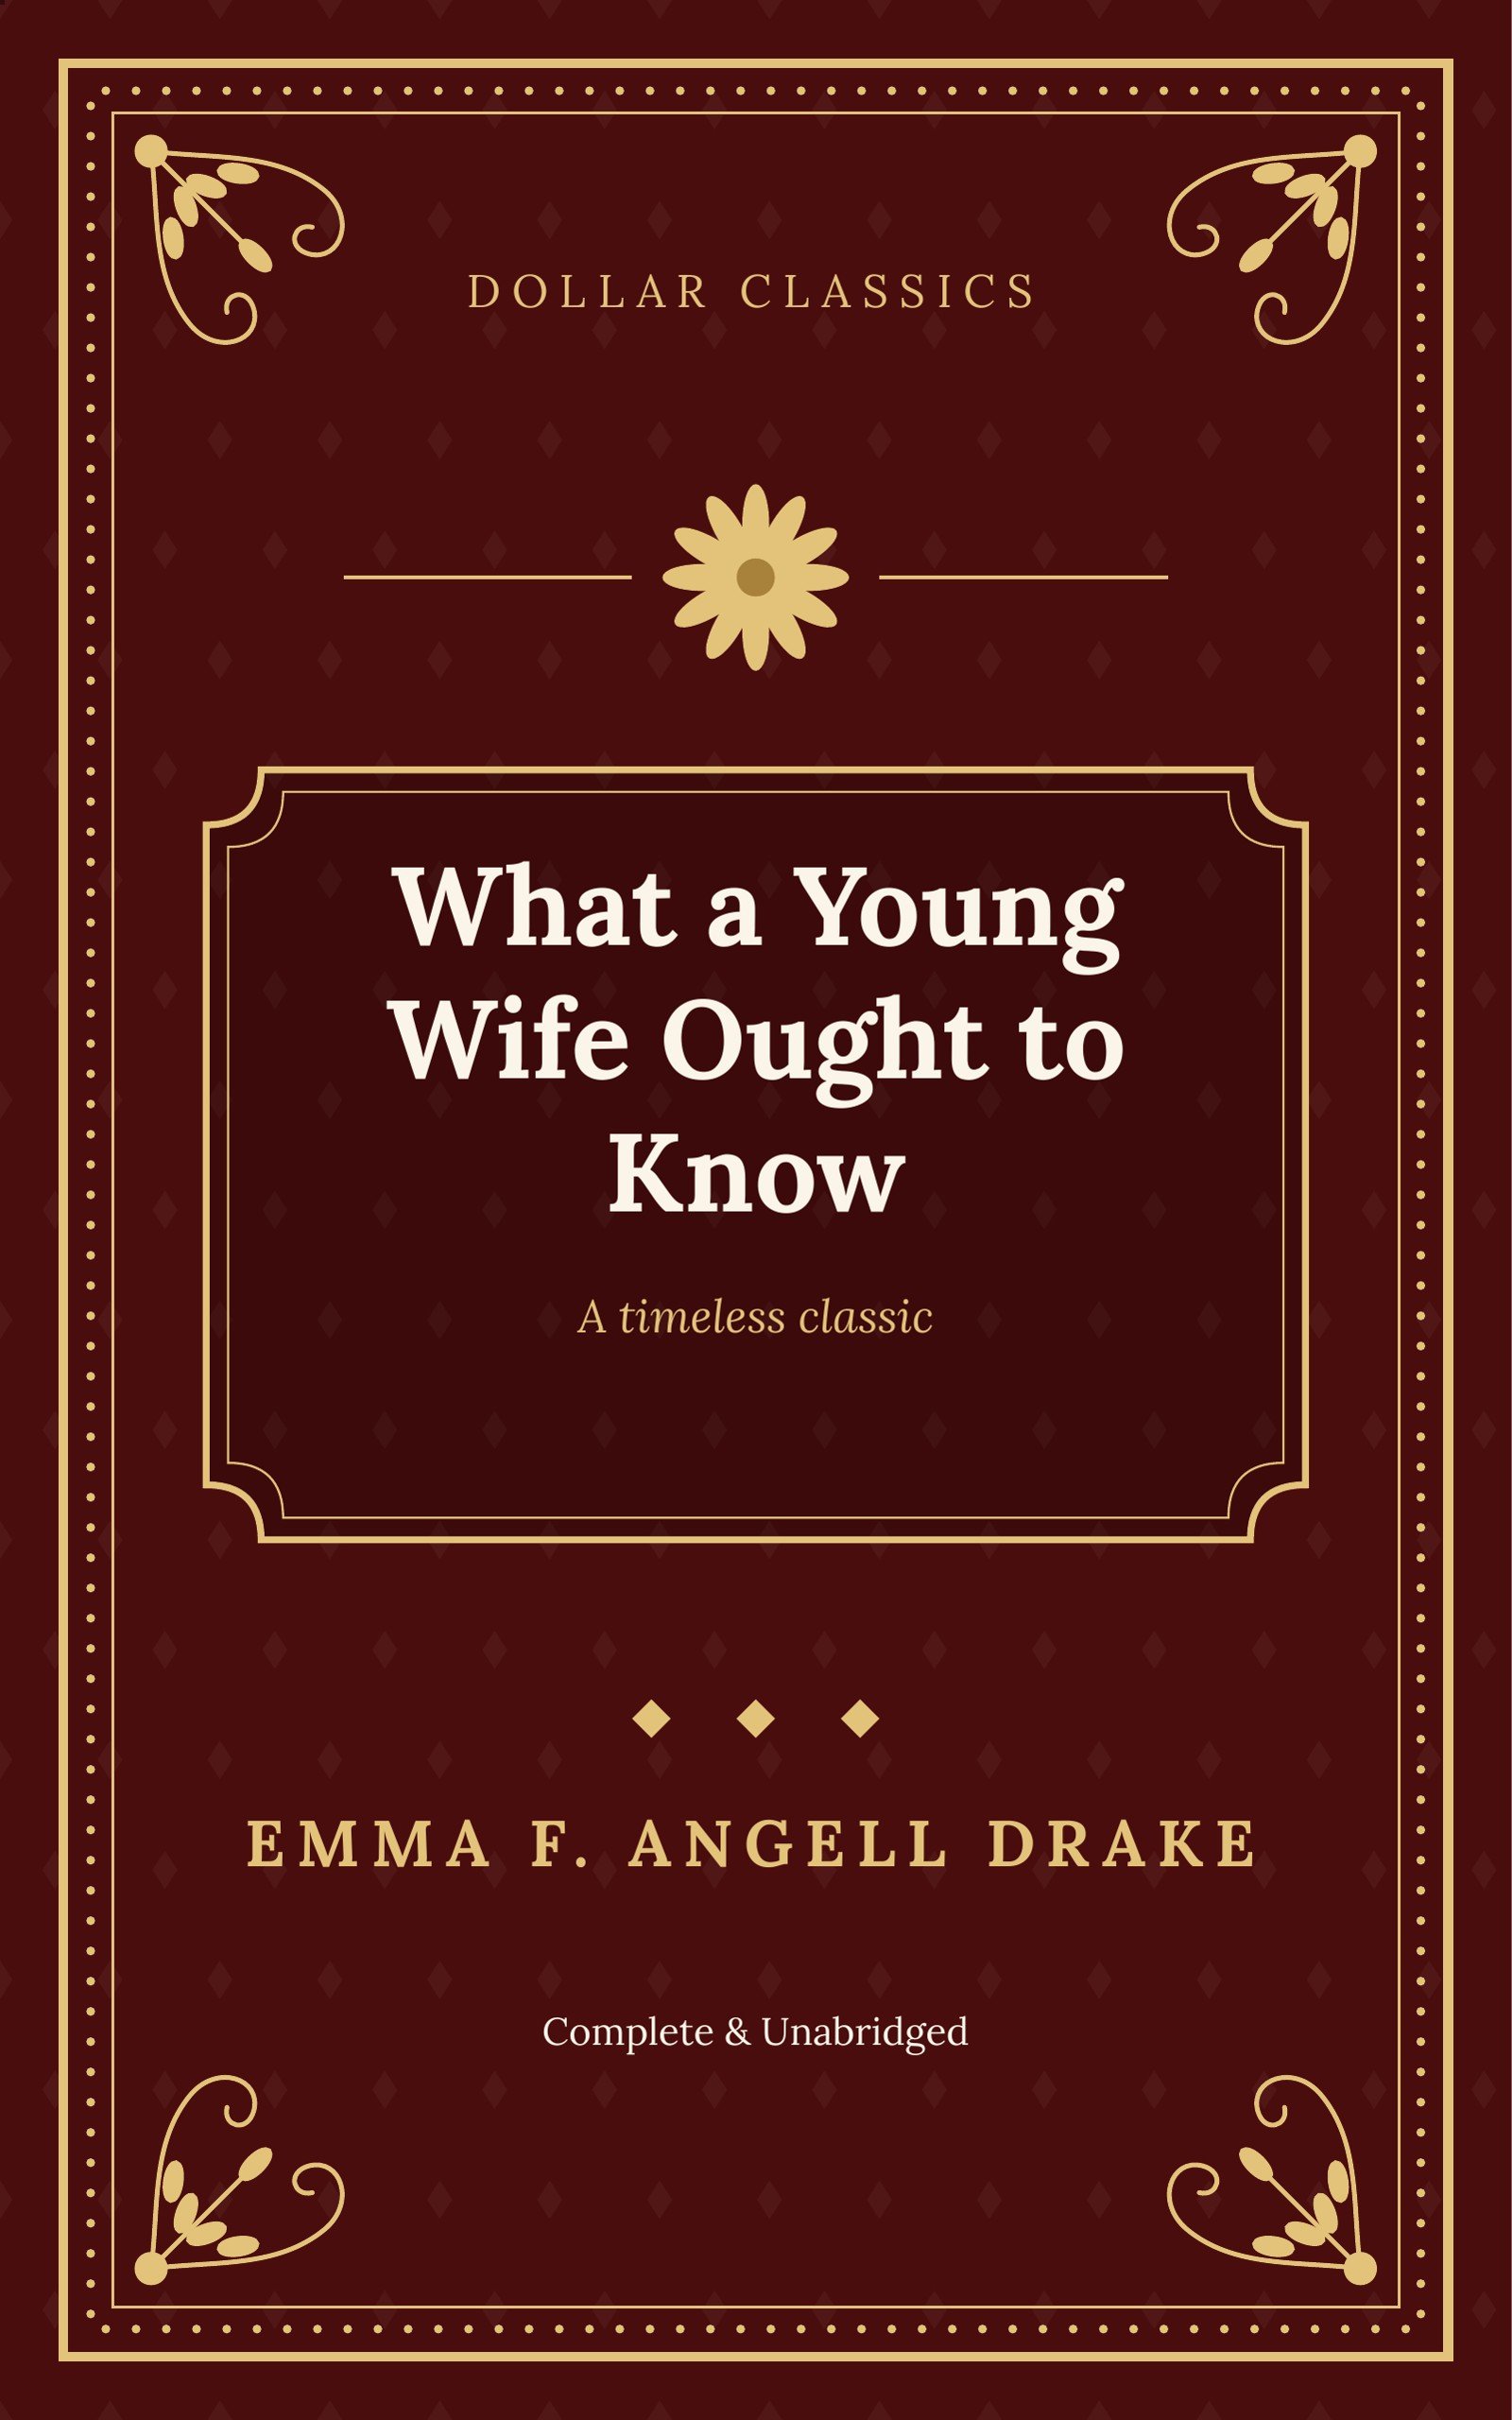 DOLLAR CLASSICS
What a Young
Wife Ought to
Know
A timeless classic
EMMA F. ANGELL DRAKE
Complete & Unabridged